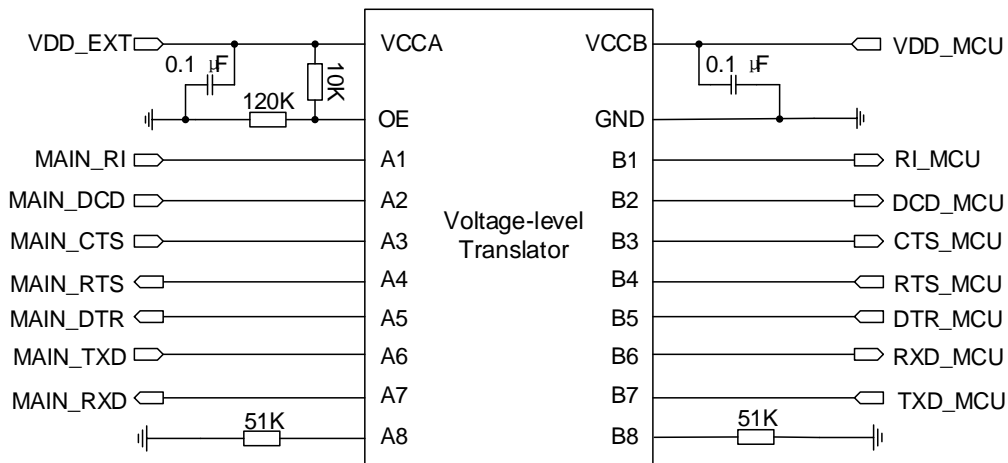 VDD_EXT VCCA VCCB VDD_MCU
0.1 μF 10K 0.1 μF
120K
OE GND
MAIN_RI A1 B1 RI_MCU
MAIN_DCD A2 B2 DCD_MCU
Voltage-level
Translator
MAIN_CTS A3 B3 CTS_MCU
MAIN_RTS A4 B4 RTS_MCU
MAIN_DTR A5 B5 DTR_MCU
MAIN_TXD A6 B6 RXD_MCU
MAIN_RXD A7 B7 TXD_MCU
51K A8 B8 51K